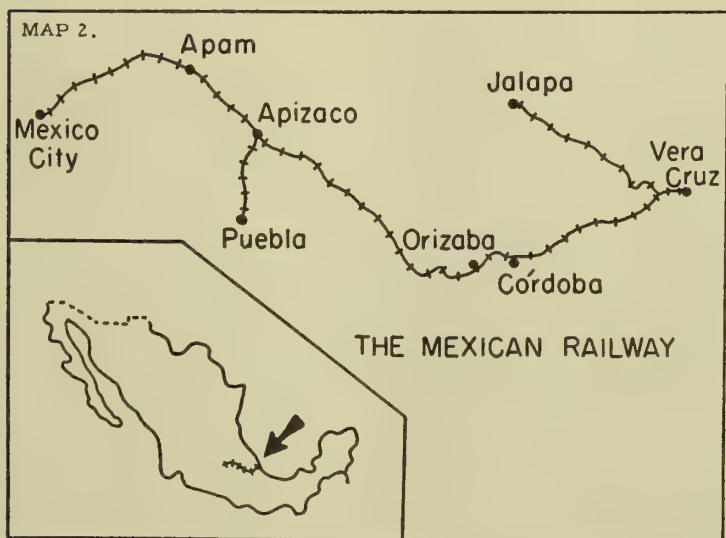 MAP 2.
Apam
Mexico
City
Apizaco
Puebla
Jalapa
Vera
Cruz
Orizaba
Córdoba
THE MEXICAN RAILWAY